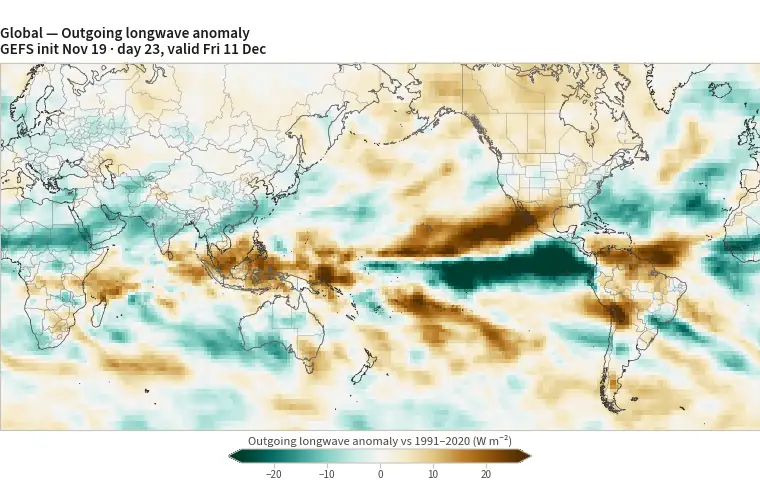 Global — Outgoing longwave anomaly
GEFS init Nov 19 · day 23, valid Fri 11 Dec
Outgoing longwave anomaly vs 1991–2020 (W m⁻²)
−20 −10 0 10 20